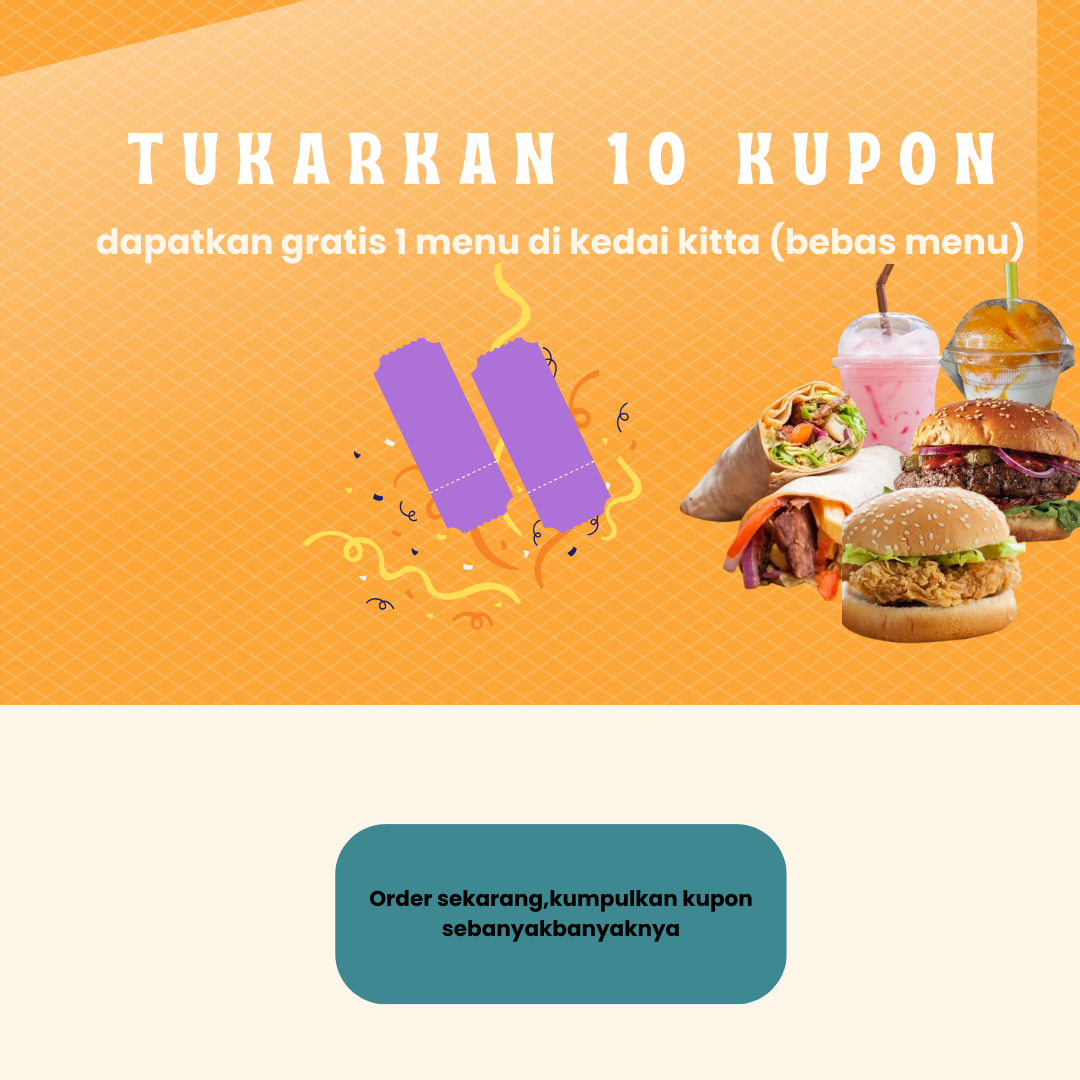 TUKARKAN 10 KUPON
dapatkan gratis 1 menu di kedai kitta (bebas menu)
Order sekarang,kumpulkan kupon
sebanyakbanyaknya